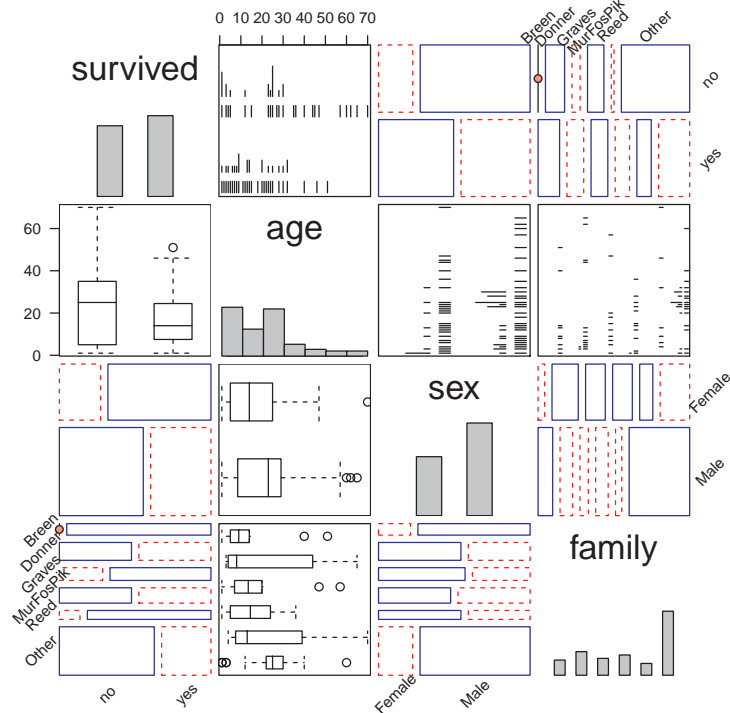 0 10 20 30 40 50 60 70
Breen
Donner
Graves
MurFosPik
Reed
Other
survived
no
yes
age
60
40
20
0
sex
Female
Male
Breen
Donner
Graves
MurFosPik
Reed
Other
family
no
yes
Female
Male